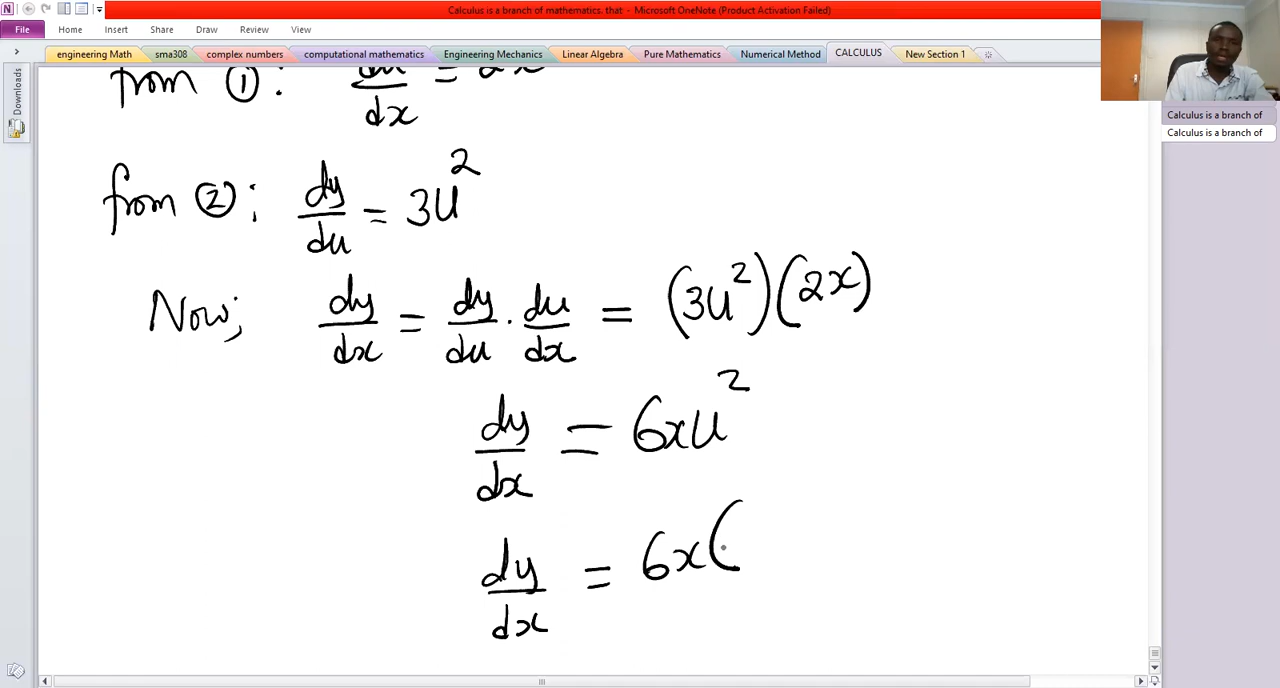 Calculus is a branch of mathematics. that - Microsoft OneNote (Product Activation Failed)
File Home Insert Share Draw Review View
engineering Math sma308 complex numbers computational mathematics Engineering Mechanics Linear Algebra Pure Mathematics Numerical Method CALCULUS New Section 1
Downloads
Calculus is a branch of
Calculus is a branch of
from ①: du/dx = 2x
from ②: dy/du = 3u²
Now; dy/dx = dy/du · du/dx = (3u²)(2x)
dy/dx = 6xu²
dy/dx = 6x(